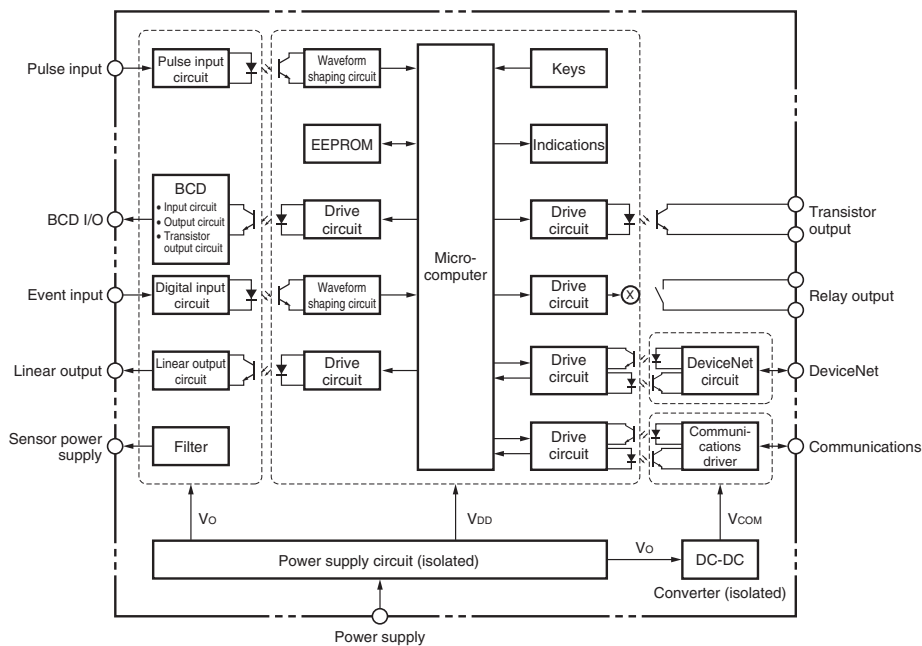 Pulse input
Pulse input
circuit
Waveform
shaping circuit
Keys
EEPROM
Indications
BCD I/O
BCD
• Input circuit
• Output circuit
• Transistor
output circuit
Drive
circuit
Micro-
computer
Drive
circuit
Transistor
output
Event input
Digital input
circuit
Waveform
shaping circuit
Drive
circuit
X
Relay output
Linear output
Linear output
circuit
Drive
circuit
Drive
circuit
DeviceNet
circuit
DeviceNet
Sensor power
supply
Filter
Drive
circuit
Communi-
cations
driver
Communications
VO
VDD
VCOM
Power supply circuit (isolated)
VO
DC-DC
Converter (isolated)
Power supply